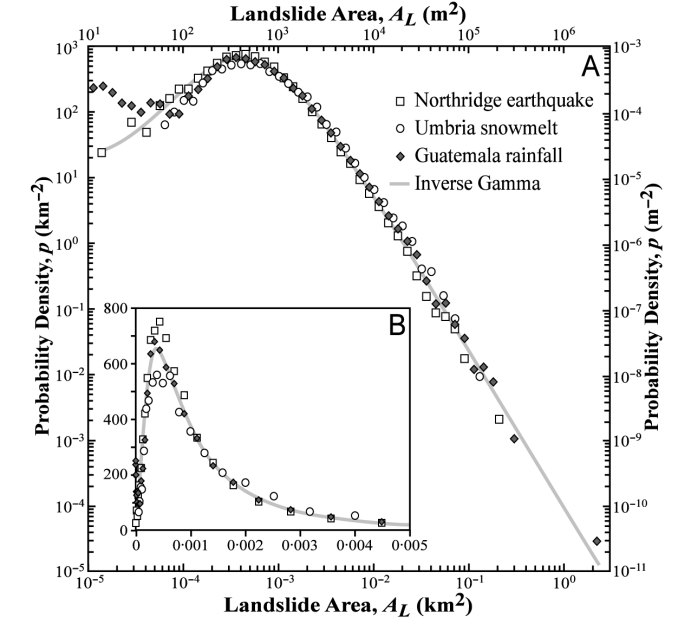 Landslide Area, A_L (m²)
10¹ 10² 10³ 10⁴ 10⁵ 10⁶
A
Northridge earthquake
Umbria snowmelt
Guatemala rainfall
Inverse Gamma
Probability Density, p (km⁻²)
10³
10²
10¹
10⁰
10⁻¹
10⁻²
10⁻³
10⁻⁴
10⁻⁵
Probability Density, p (m⁻²)
10⁻³
10⁻⁴
10⁻⁵
10⁻⁶
10⁻⁷
10⁻⁸
10⁻⁹
10⁻¹⁰
10⁻¹¹
B
800
600
400
200
0
0 0·001 0·002 0·003 0·004 0·005
10⁻⁵ 10⁻⁴ 10⁻³ 10⁻² 10⁻¹ 10⁰
Landslide Area, A_L (km²)